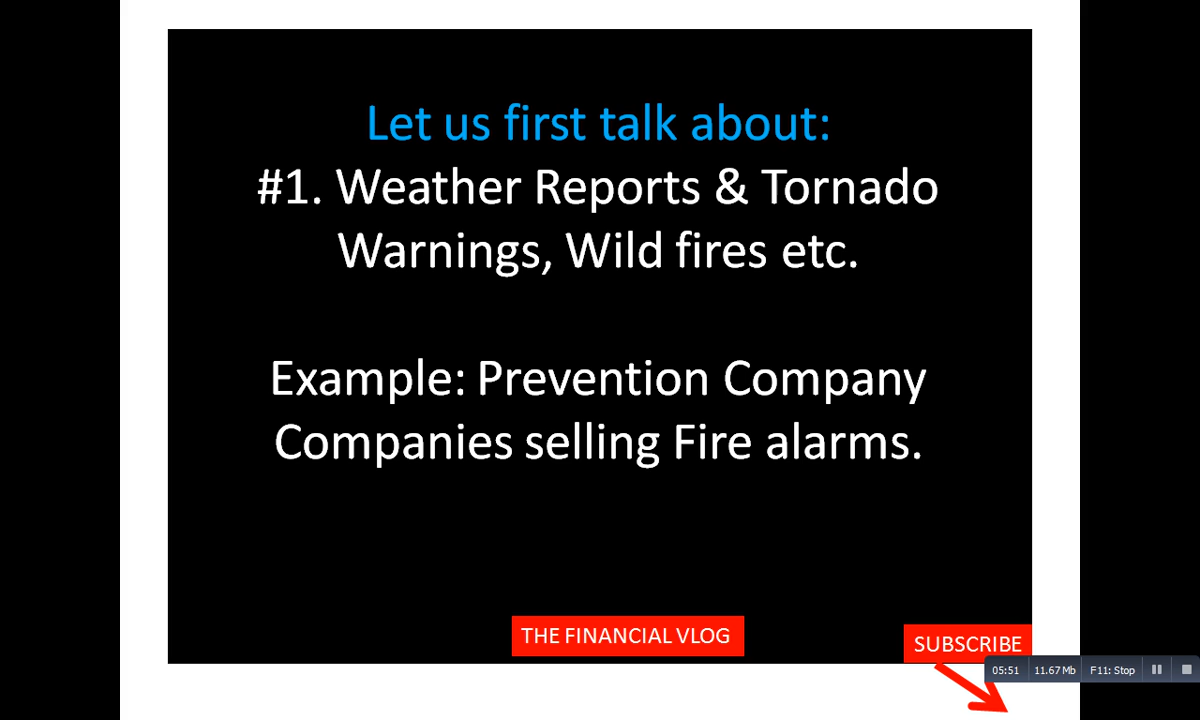 Let us first talk about:
#1. Weather Reports & Tornado
Warnings, Wild fires etc.
Example: Prevention Company
Companies selling Fire alarms.
THE FINANCIAL VLOG
SUBSCRIBE
05:51 11.67 Mb F11: Stop